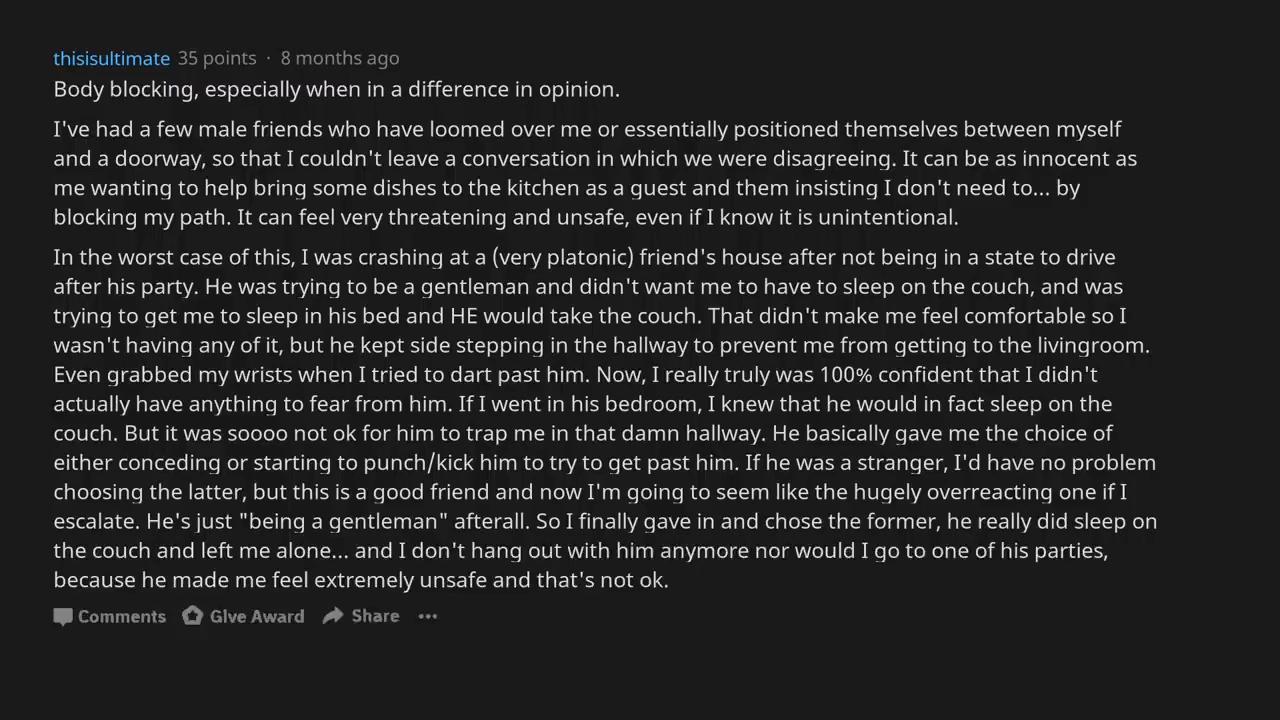 thisisultimate 35 points · 8 months ago
Body blocking, especially when in a difference in opinion.
I've had a few male friends who have loomed over me or essentially positioned themselves between myself
and a doorway, so that I couldn't leave a conversation in which we were disagreeing. It can be as innocent as
me wanting to help bring some dishes to the kitchen as a guest and them insisting I don't need to... by
blocking my path. It can feel very threatening and unsafe, even if I know it is unintentional.
In the worst case of this, I was crashing at a (very platonic) friend's house after not being in a state to drive
after his party. He was trying to be a gentleman and didn't want me to have to sleep on the couch, and was
trying to get me to sleep in his bed and HE would take the couch. That didn't make me feel comfortable so I
wasn't having any of it, but he kept side stepping in the hallway to prevent me from getting to the livingroom.
Even grabbed my wrists when I tried to dart past him. Now, I really truly was 100% confident that I didn't
actually have anything to fear from him. If I went in his bedroom, I knew that he would in fact sleep on the
couch. But it was soooo not ok for him to trap me in that damn hallway. He basically gave me the choice of
either conceding or starting to punch/kick him to try to get past him. If he was a stranger, I'd have no problem
choosing the latter, but this is a good friend and now I'm going to seem like the hugely overreacting one if I
escalate. He's just "being a gentleman" afterall. So I finally gave in and chose the former, he really did sleep on
the couch and left me alone... and I don't hang out with him anymore nor would I go to one of his parties,
because he made me feel extremely unsafe and that's not ok.
Comments Give Award Share ···